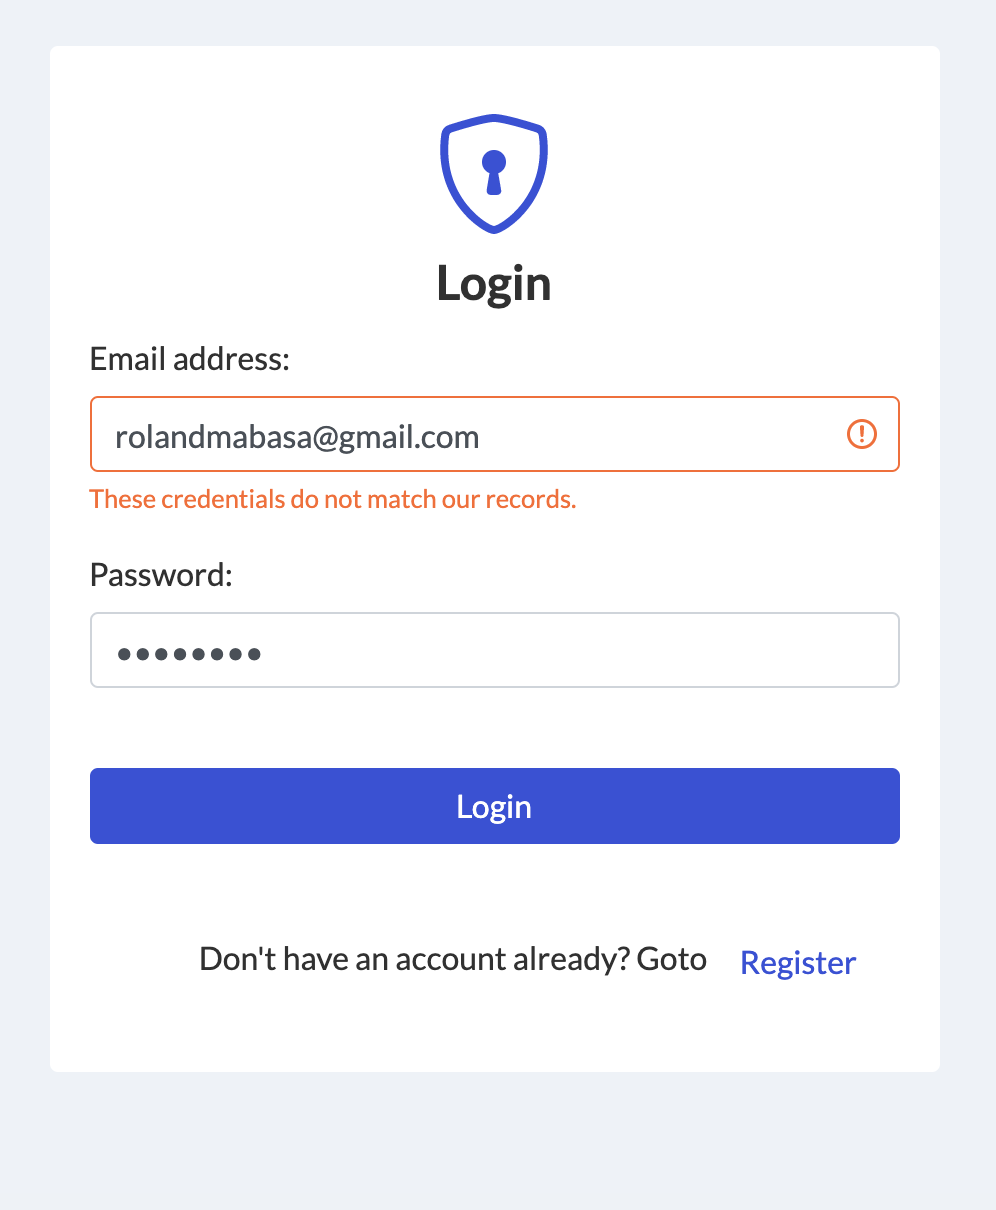 Login
Email address:
rolandmabasa@gmail.com
These credentials do not match our records.
Password:
••••••••
Login
Don't have an account already? Goto Register